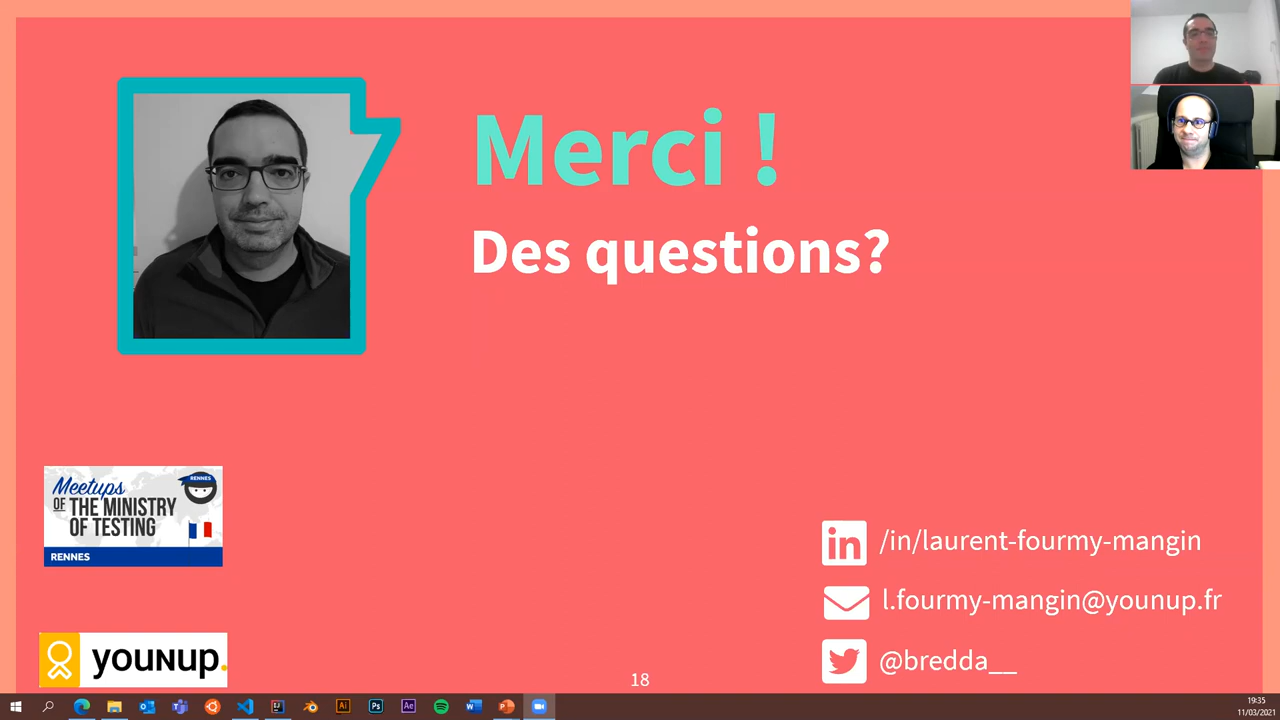 Merci !
Des questions?
Meetups
OF THE MINISTRY
OF TESTING
RENNES
RENNES
younup.
/in/laurent-fourmy-mangin
l.fourmy-mangin@younup.fr
@bredda__
18
19:35
11/03/2021